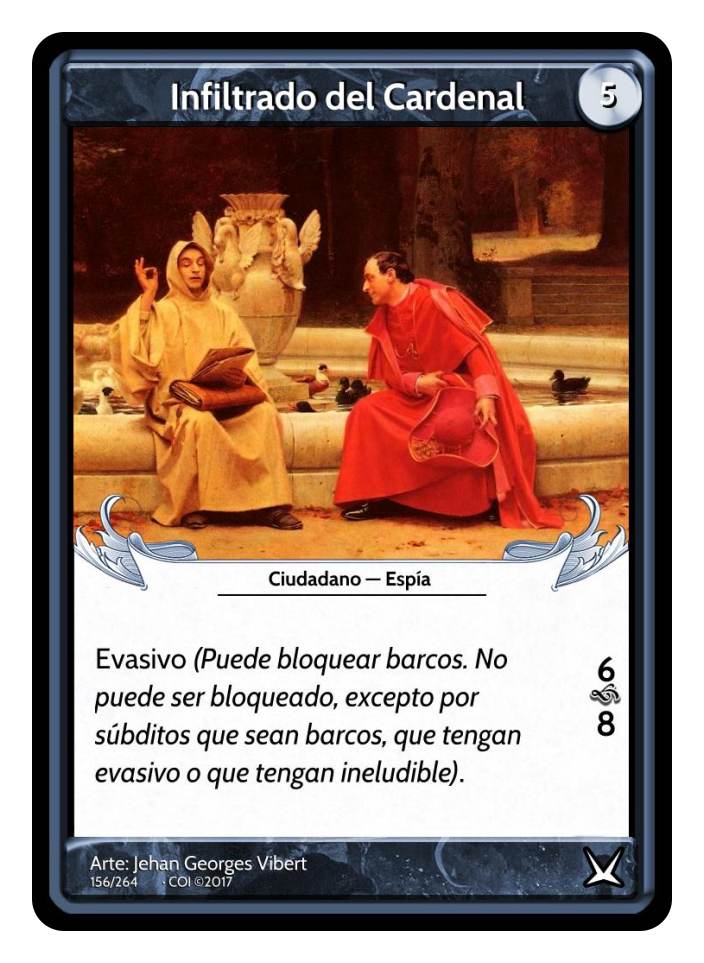 Infiltrado del Cardenal
5
Ciudadano — Espía
Evasivo (Puede bloquear barcos. No
puede ser bloqueado, excepto por
súbditos que sean barcos, que tengan
evasivo o que tengan ineludible).
6
8
Arte: Jehan Georges Vibert
156/264 · COI ©2017